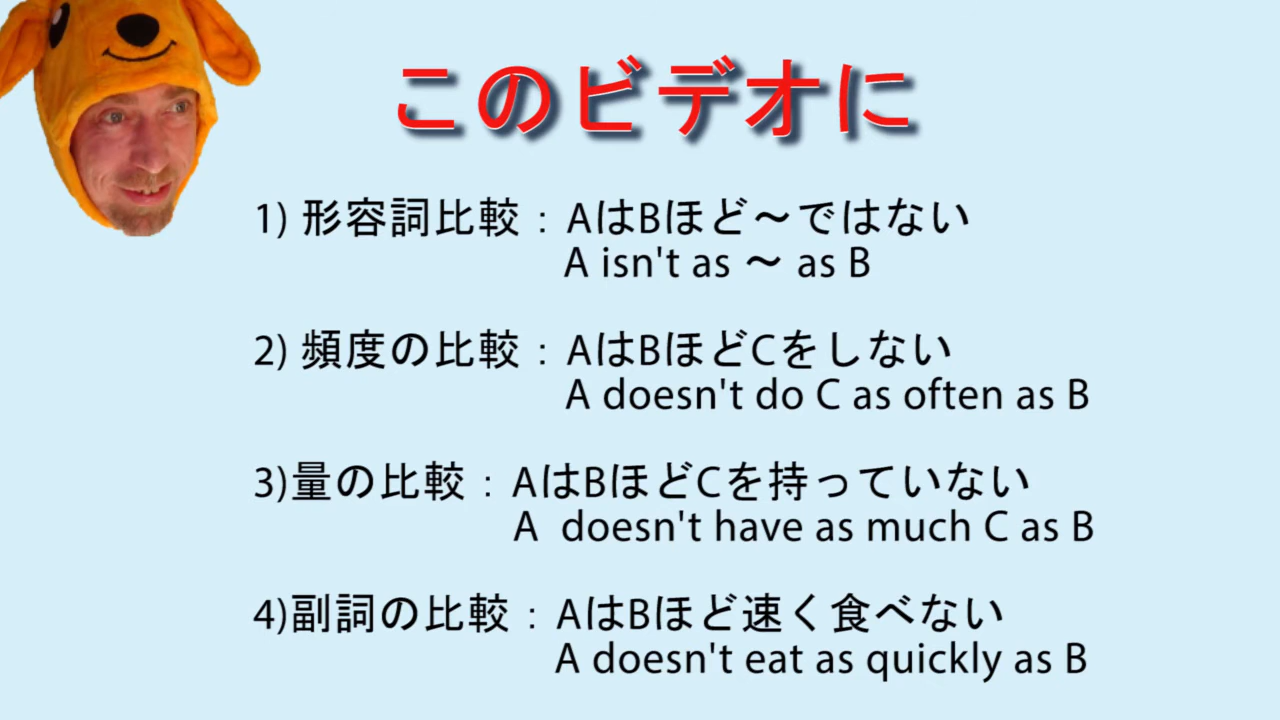 このビデオに
1) 形容詞比較：AはBほど～ではない
A isn't as ～ as B
2) 頻度の比較：AはBほどCをしない
A doesn't do C as often as B
3)量の比較：AはBほどCを持っていない
A doesn't have as much C as B
4)副詞の比較：AはBほど速く食べない
A doesn't eat as quickly as B